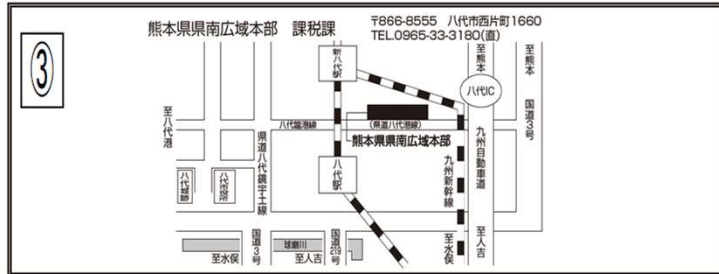 ③
熊本県県南広域本部 課税課
〒866-8555 八代市西片町1660
TEL.0965-33-3180(直)
新八代駅
至熊本
至熊本
八代IC
国道3号
至八代港
八代臨港線
(県道八代港線)
熊本県県南広域本部
県道八代鏡宇土線
八代駅
九州新幹線
九州自動車道
八代城跡
八代市役所
至人吉
国道3号
球磨川
国道219号
至水俣
至人吉
至水俣